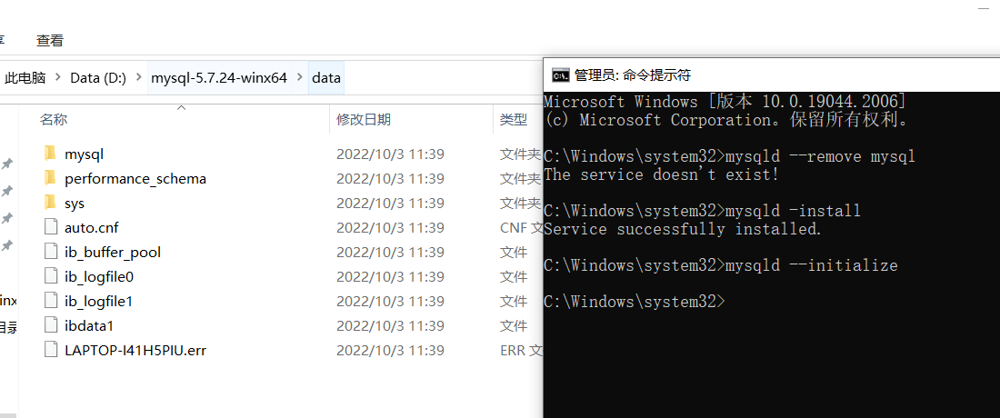 查看
此电脑 > Data (D:) > mysql-5.7.24-winx64 > data
名称 修改日期 类型
mysql 2022/10/3 11:39 文件夹
performance_schema 2022/10/3 11:39 文件夹
sys 2022/10/3 11:39 文件夹
auto.cnf 2022/10/3 11:39 CNF 文
ib_buffer_pool 2022/10/3 11:39 文件
ib_logfile0 2022/10/3 11:39 文件
ib_logfile1 2022/10/3 11:39 文件
ibdata1 2022/10/3 11:39 文件
LAPTOP-I41H5PIU.err 2022/10/3 11:39 ERR 文
inx
目录
管理员: 命令提示符
Microsoft Windows [版本 10.0.19044.2006]
(c) Microsoft Corporation。保留所有权利。
C:\Windows\system32>mysqld --remove mysql
The service doesn't exist!
C:\Windows\system32>mysqld -install
Service successfully installed.
C:\Windows\system32>mysqld --initialize
C:\Windows\system32>